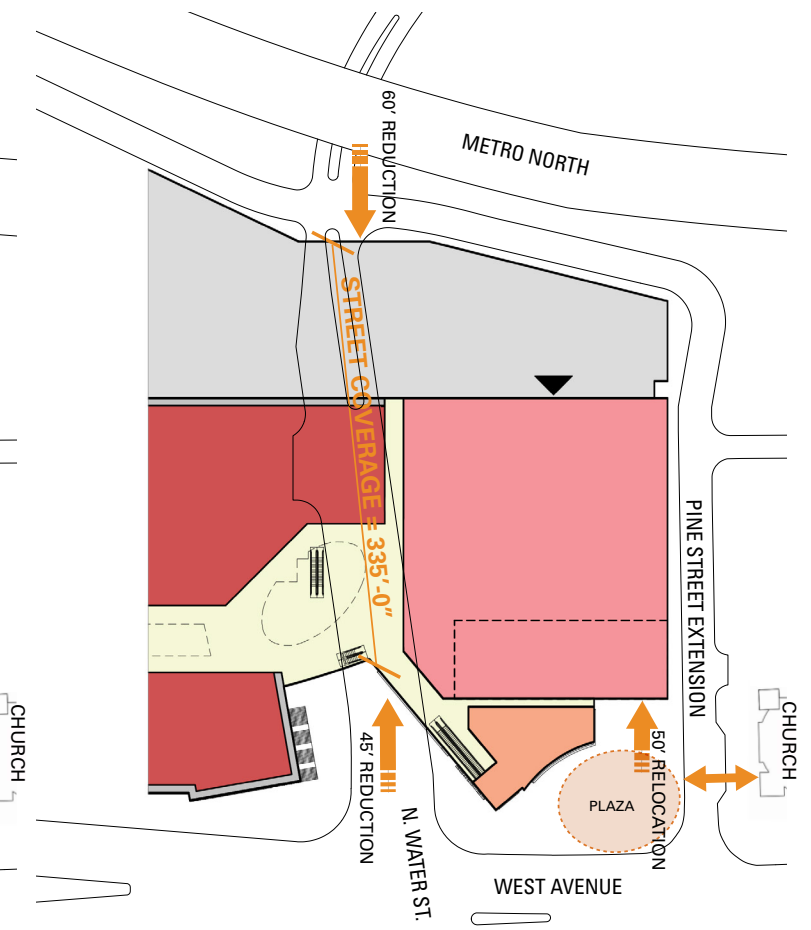 60' REDUCTION
METRO NORTH
STREET COVERAGE = 335'-0"
PINE STREET EXTENSION
CHURCH
CHURCH
45' REDUCTION
50' RELOCATION
PLAZA
N. WATER ST.
WEST AVENUE